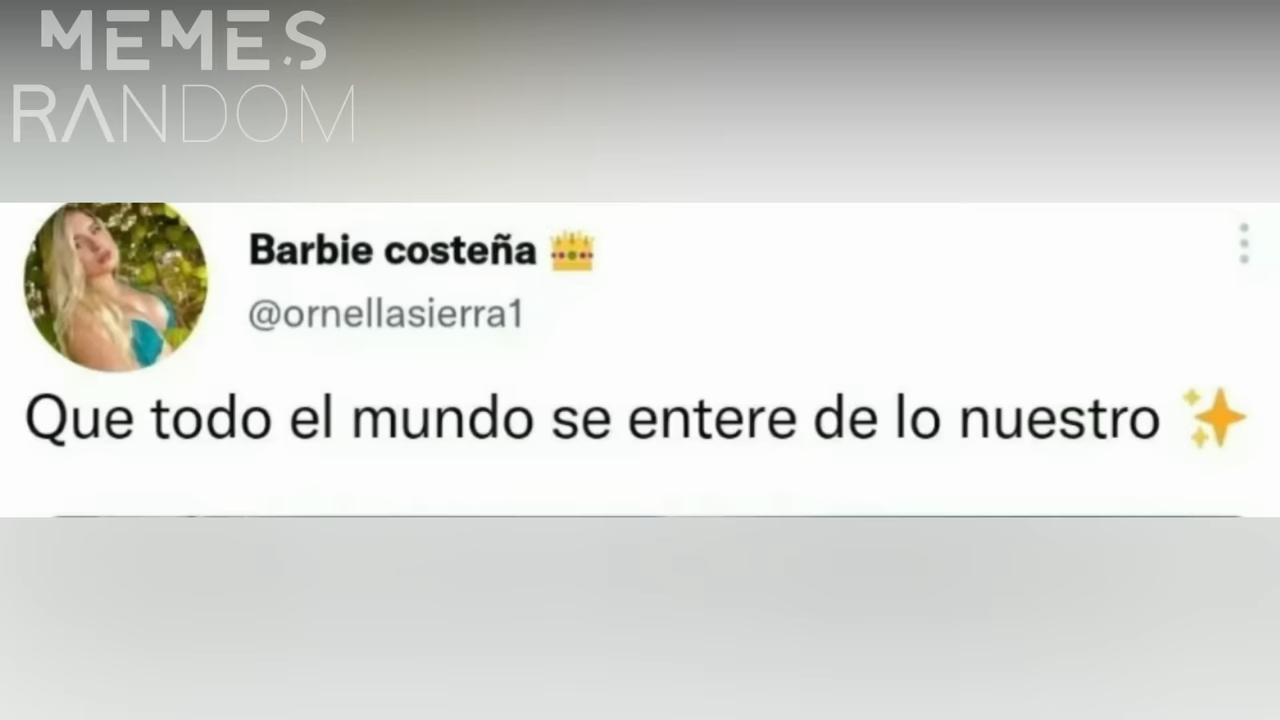 MEMES
RANDOM
Barbie costeña 👑
@ornellasierra1
Que todo el mundo se entere de lo nuestro ✨